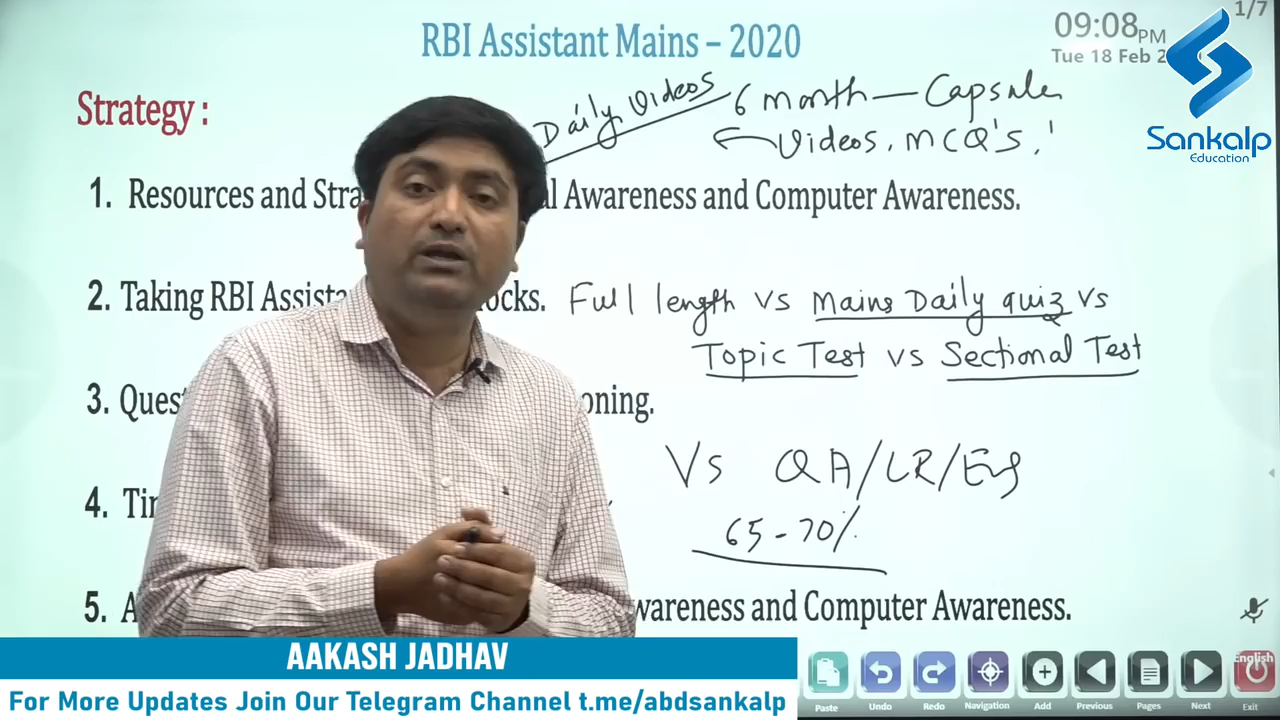 RBI Assistant Mains – 2020
09:08PM
Tue 18 Feb 2
1/7
Sankalp
Education
Strategy :
Daily Videos
6 month — Capsule
Videos, MCQ's !
1. Resources and Stra l Awareness and Computer Awareness.
2. Taking RBI Assista ocks. Full length vs Mains Daily quiz vs
Topic Test vs Sectional Test
3. Ques oning.
Vs QA/LR/Eng
4. Tir
65-70%.
5. A wareness and Computer Awareness.
AAKASH JADHAV
For More Updates Join Our Telegram Channel t.me/abdsankalp
Paste Undo Redo Navigation Add Previous Pages Next Exit
English